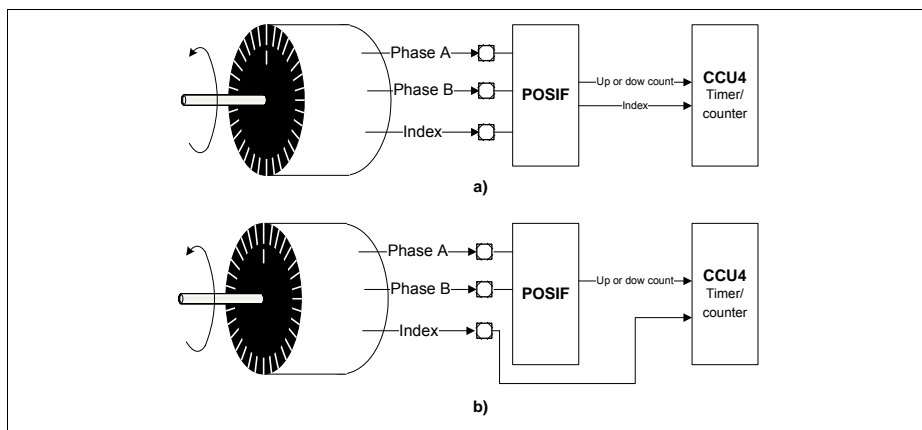 Phase A
Phase B
Index
POSIF
Up or dow count
Index
CCU4
Timer/
counter
a)
Phase A
Phase B
Index
POSIF
Up or dow count
CCU4
Timer/
counter
b)